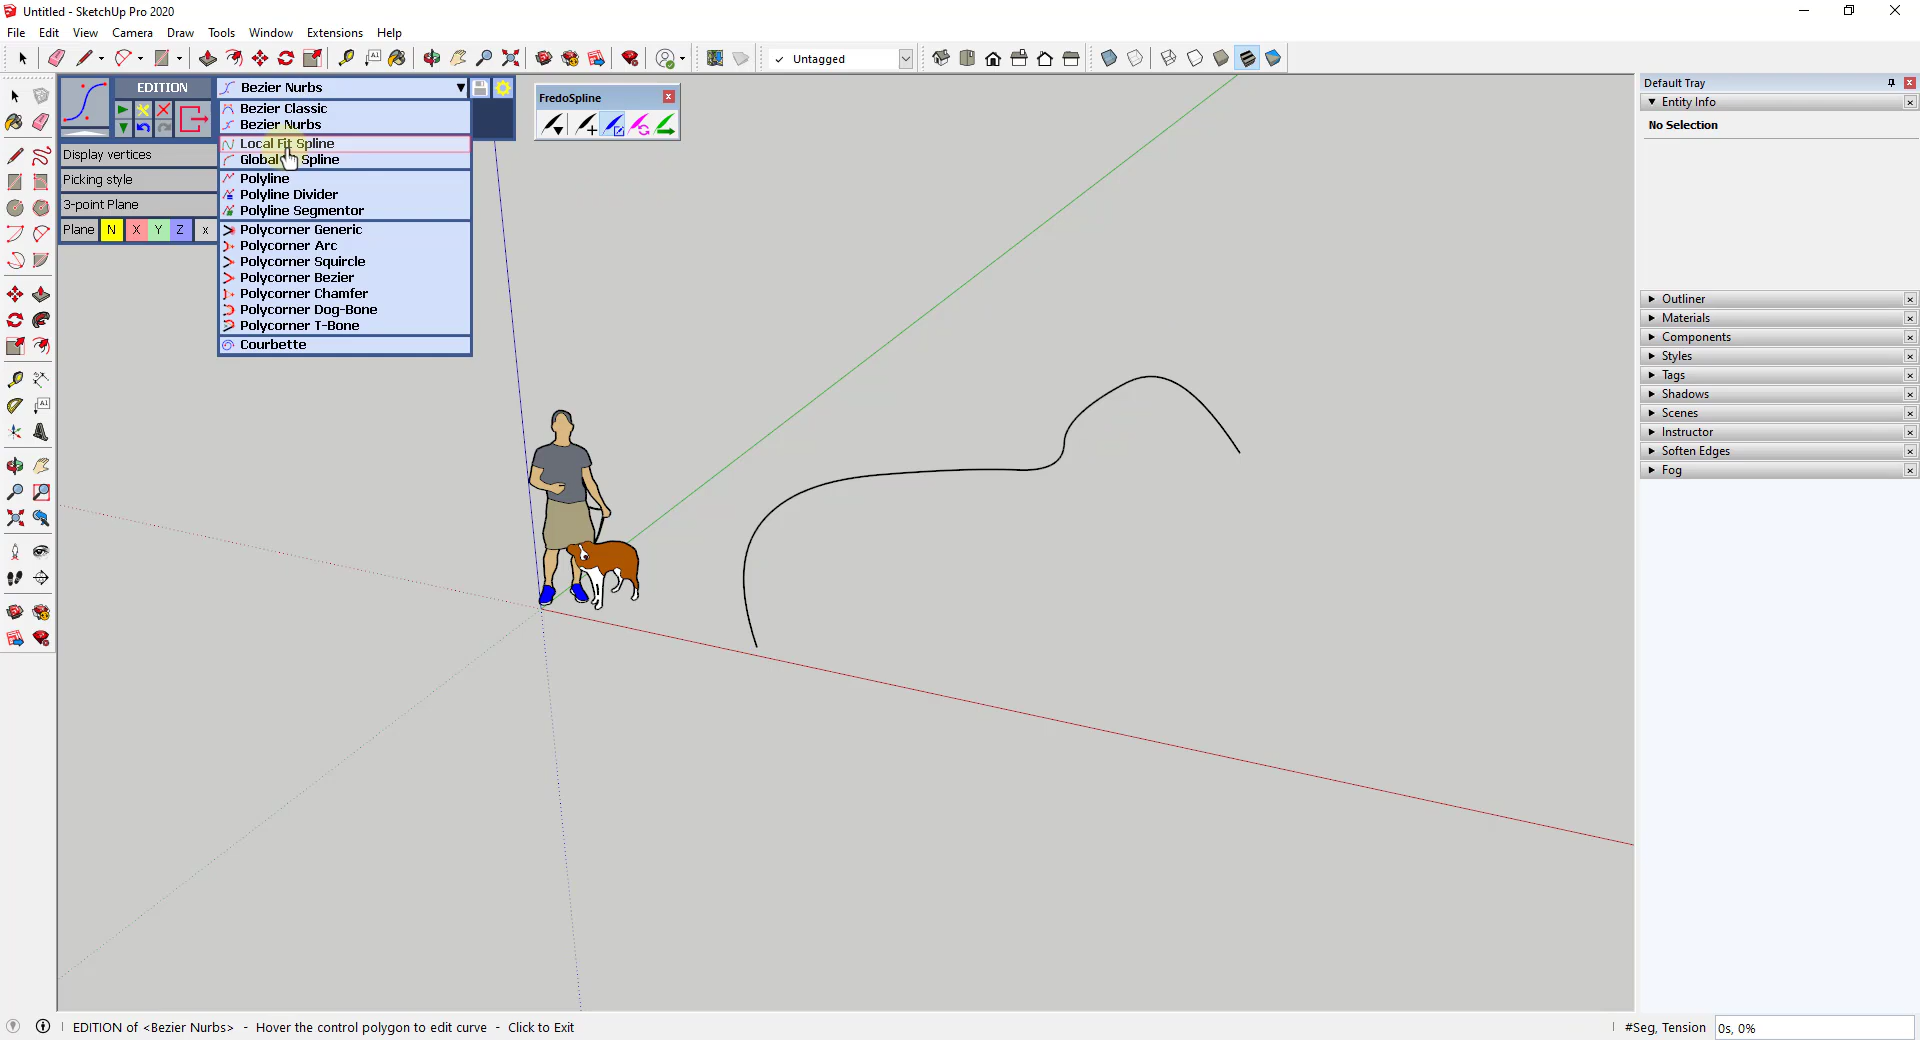 Untitled - SketchUp Pro 2020
File Edit View Camera Draw Tools Window Extensions Help
✓ Untagged
EDITION
Bezier Nurbs
Bezier Classic
Bezier Nurbs
Local Fit Spline
Global Spline
Polyline
Polyline Divider
Polyline Segmentor
Polycorner Generic
Polycorner Arc
Polycorner Squircle
Polycorner Bezier
Polycorner Chamfer
Polycorner Dog-Bone
Polycorner T-Bone
Courbette
Display vertices
Picking style
3-point Plane
Plane N X Y Z x
FredoSpline
Default Tray
Entity Info
No Selection
Outliner
Materials
Components
Styles
Tags
Shadows
Scenes
Instructor
Soften Edges
Fog
EDITION of <Bezier Nurbs> - Hover the control polygon to edit curve - Click to Exit
#Seg, Tension 0s, 0%